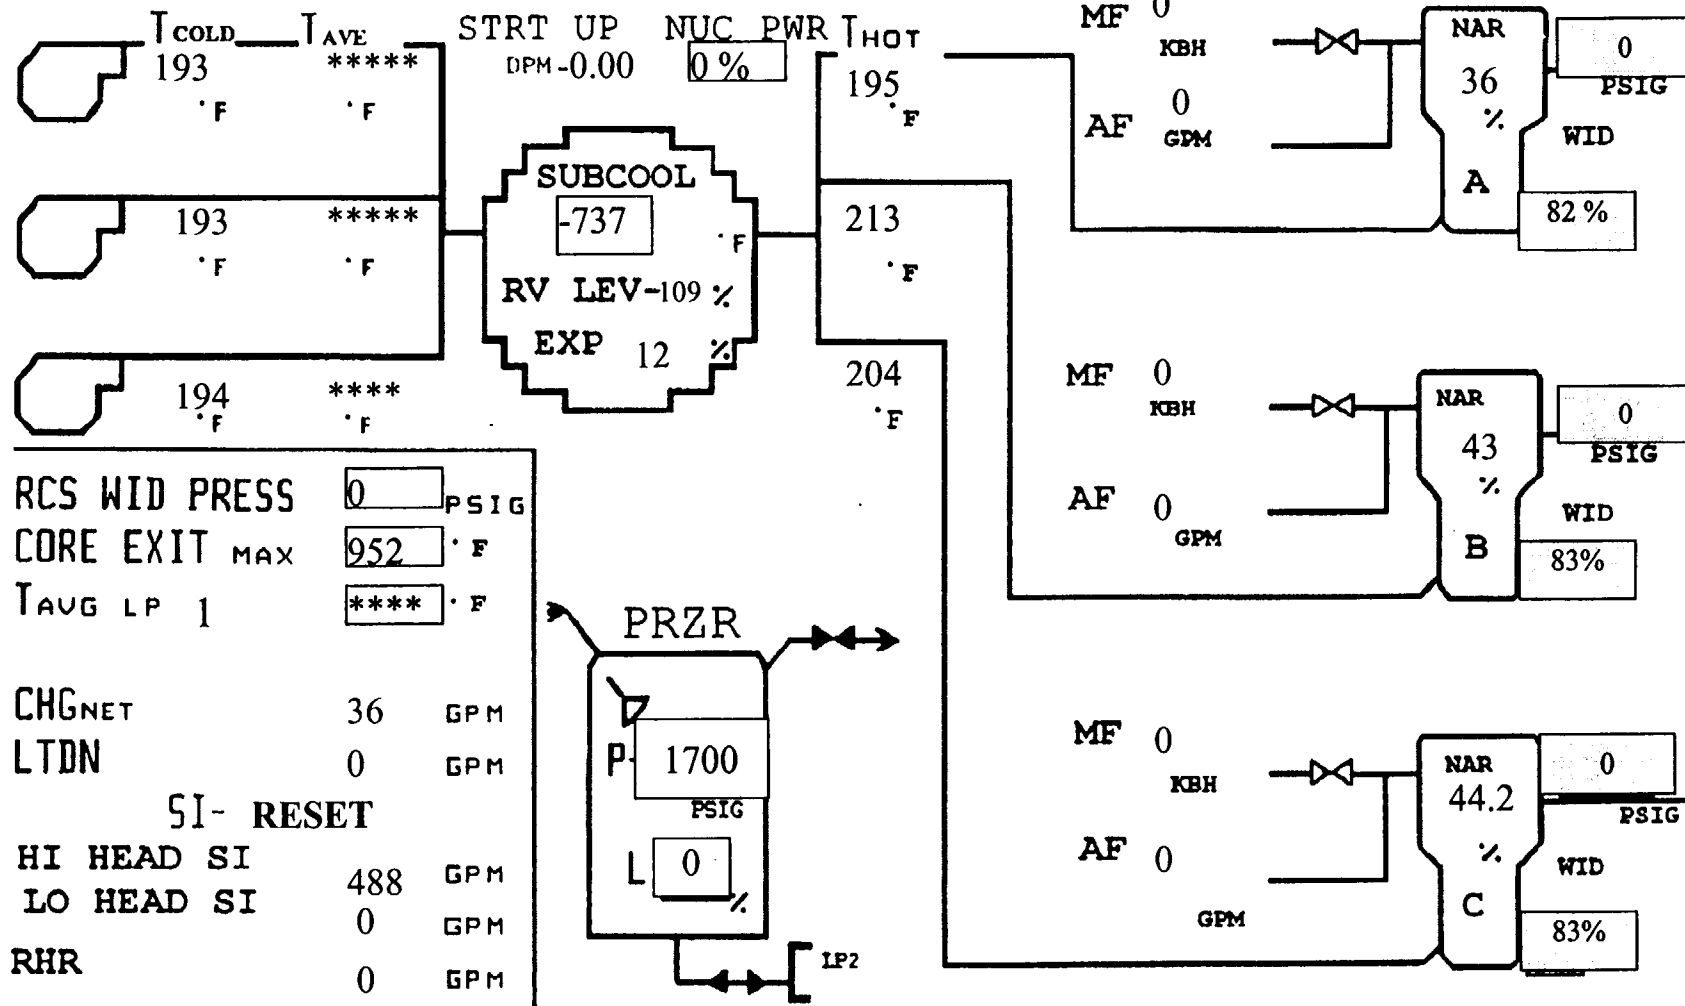 TCOLD TAVE STRT UP NUC PWR THOT
193 ***** DPM -0.00 0 % 195
°F °F °F
193 ***** SUBCOOL 213
°F °F -737 °F °F
RV LEV-109 %
EXP 12 %
194 **** 204
°F °F °F
RCS WID PRESS 0 PSIG
CORE EXIT MAX 952 °F
TAVG LP 1 **** °F
CHGNET 36 GPM
LTDN 0 GPM
SI- RESET
HI HEAD SI 488 GPM
LO HEAD SI 0 GPM
RHR 0 GPM
PRZR
P 1700
PSIG
L 0
%
LP2
MF 0
KBH
AF 0
GPM
NAR 0
36 PSIG
%
WID
A
82 %
MF 0
KBH
AF 0
GPM
NAR 0
43 PSIG
%
WID
B
83%
MF 0
KBH
AF 0
GPM
NAR 0
44.2 PSIG
%
WID
C
83%